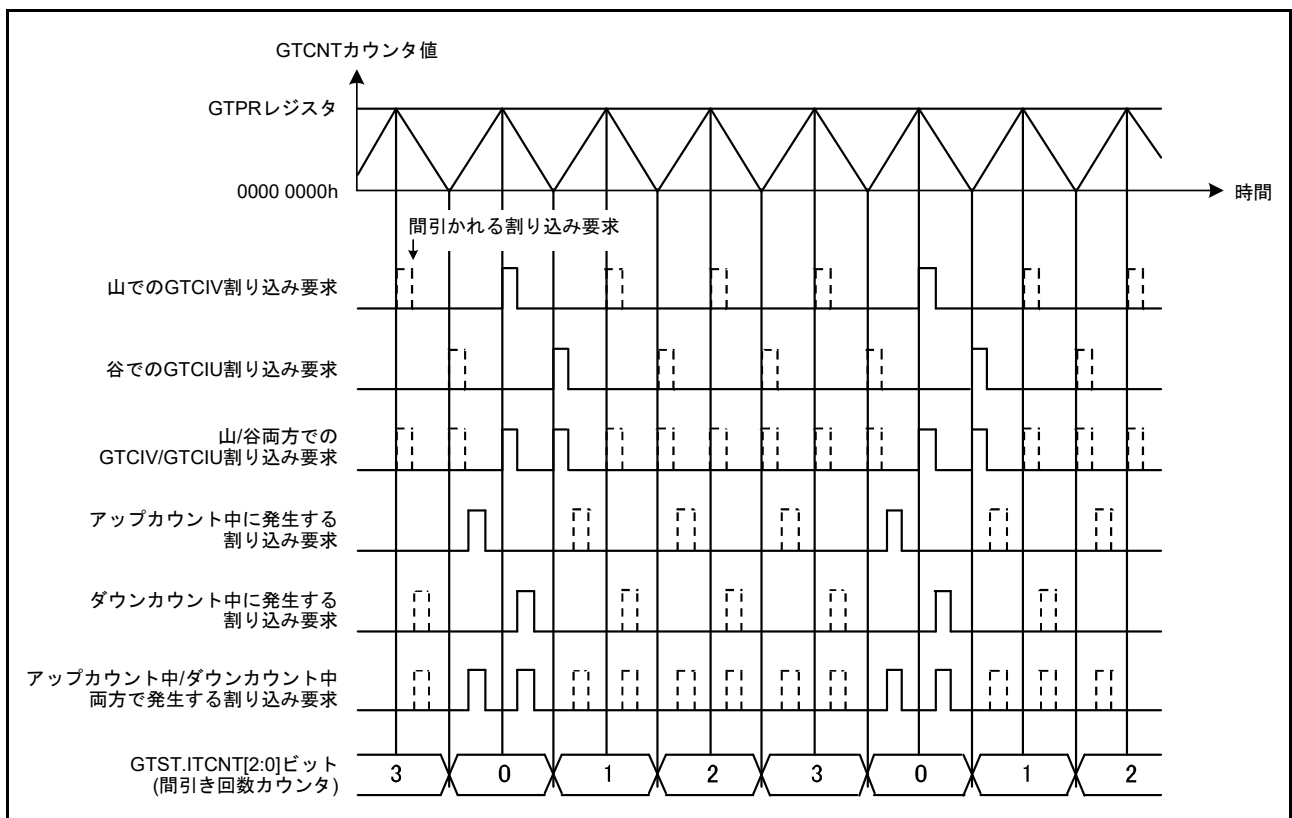 GTCNTカウンタ値
GTPRレジスタ
0000 0000h
時間
間引かれる割り込み要求
山でのGTCIV割り込み要求
谷でのGTCIU割り込み要求
山/谷両方での
GTCIV/GTCIU割り込み要求
アップカウント中に発生する
割り込み要求
ダウンカウント中に発生する
割り込み要求
アップカウント中/ダウンカウント中
両方で発生する割り込み要求
GTST.ITCNT[2:0]ビット
(間引き回数カウンタ)
3 0 1 2 3 0 1 2